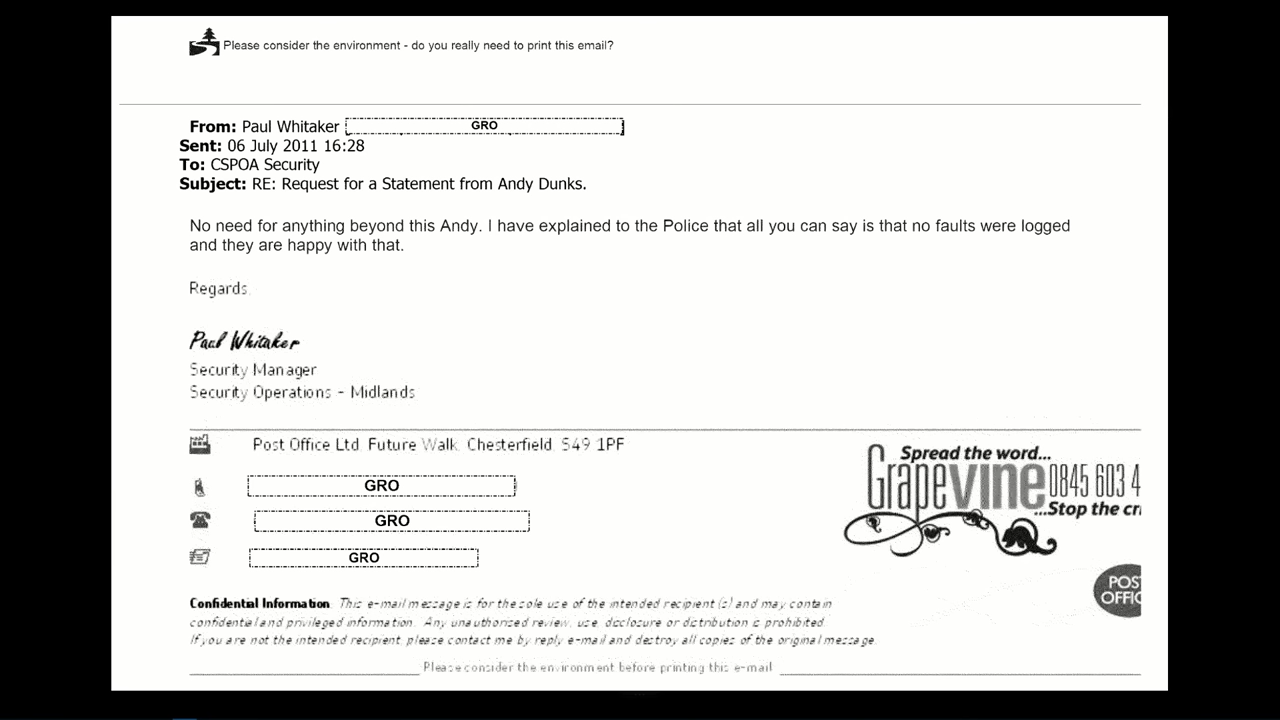 Please consider the environment - do you really need to print this email?
From: Paul Whitaker GRO
Sent: 06 July 2011 16:28
To: CSPOA Security
Subject: RE: Request for a Statement from Andy Dunks.
No need for anything beyond this Andy. I have explained to the Police that all you can say is that no faults were logged
and they are happy with that.
Regards.
Paul Whitaker
Security Manager
Security Operations - Midlands
Post Office Ltd, Future Walk, Chesterfield, S49 1PF
GRO
GRO
GRO
Spread the word...
Grapevine 0845 603 4
...Stop the cri
POST
OFFIC
Confidential Information. This e-mail message is for the sole use of the intended recipient (s) and may contain
confidential and privileged information. Any unauthorised review, use, disclosure or distribution is prohibited.
If you are not the intended recipient, please contact me by reply e-mail and destroy all copies of the original message.
Please consider the environment before printing this e-mail